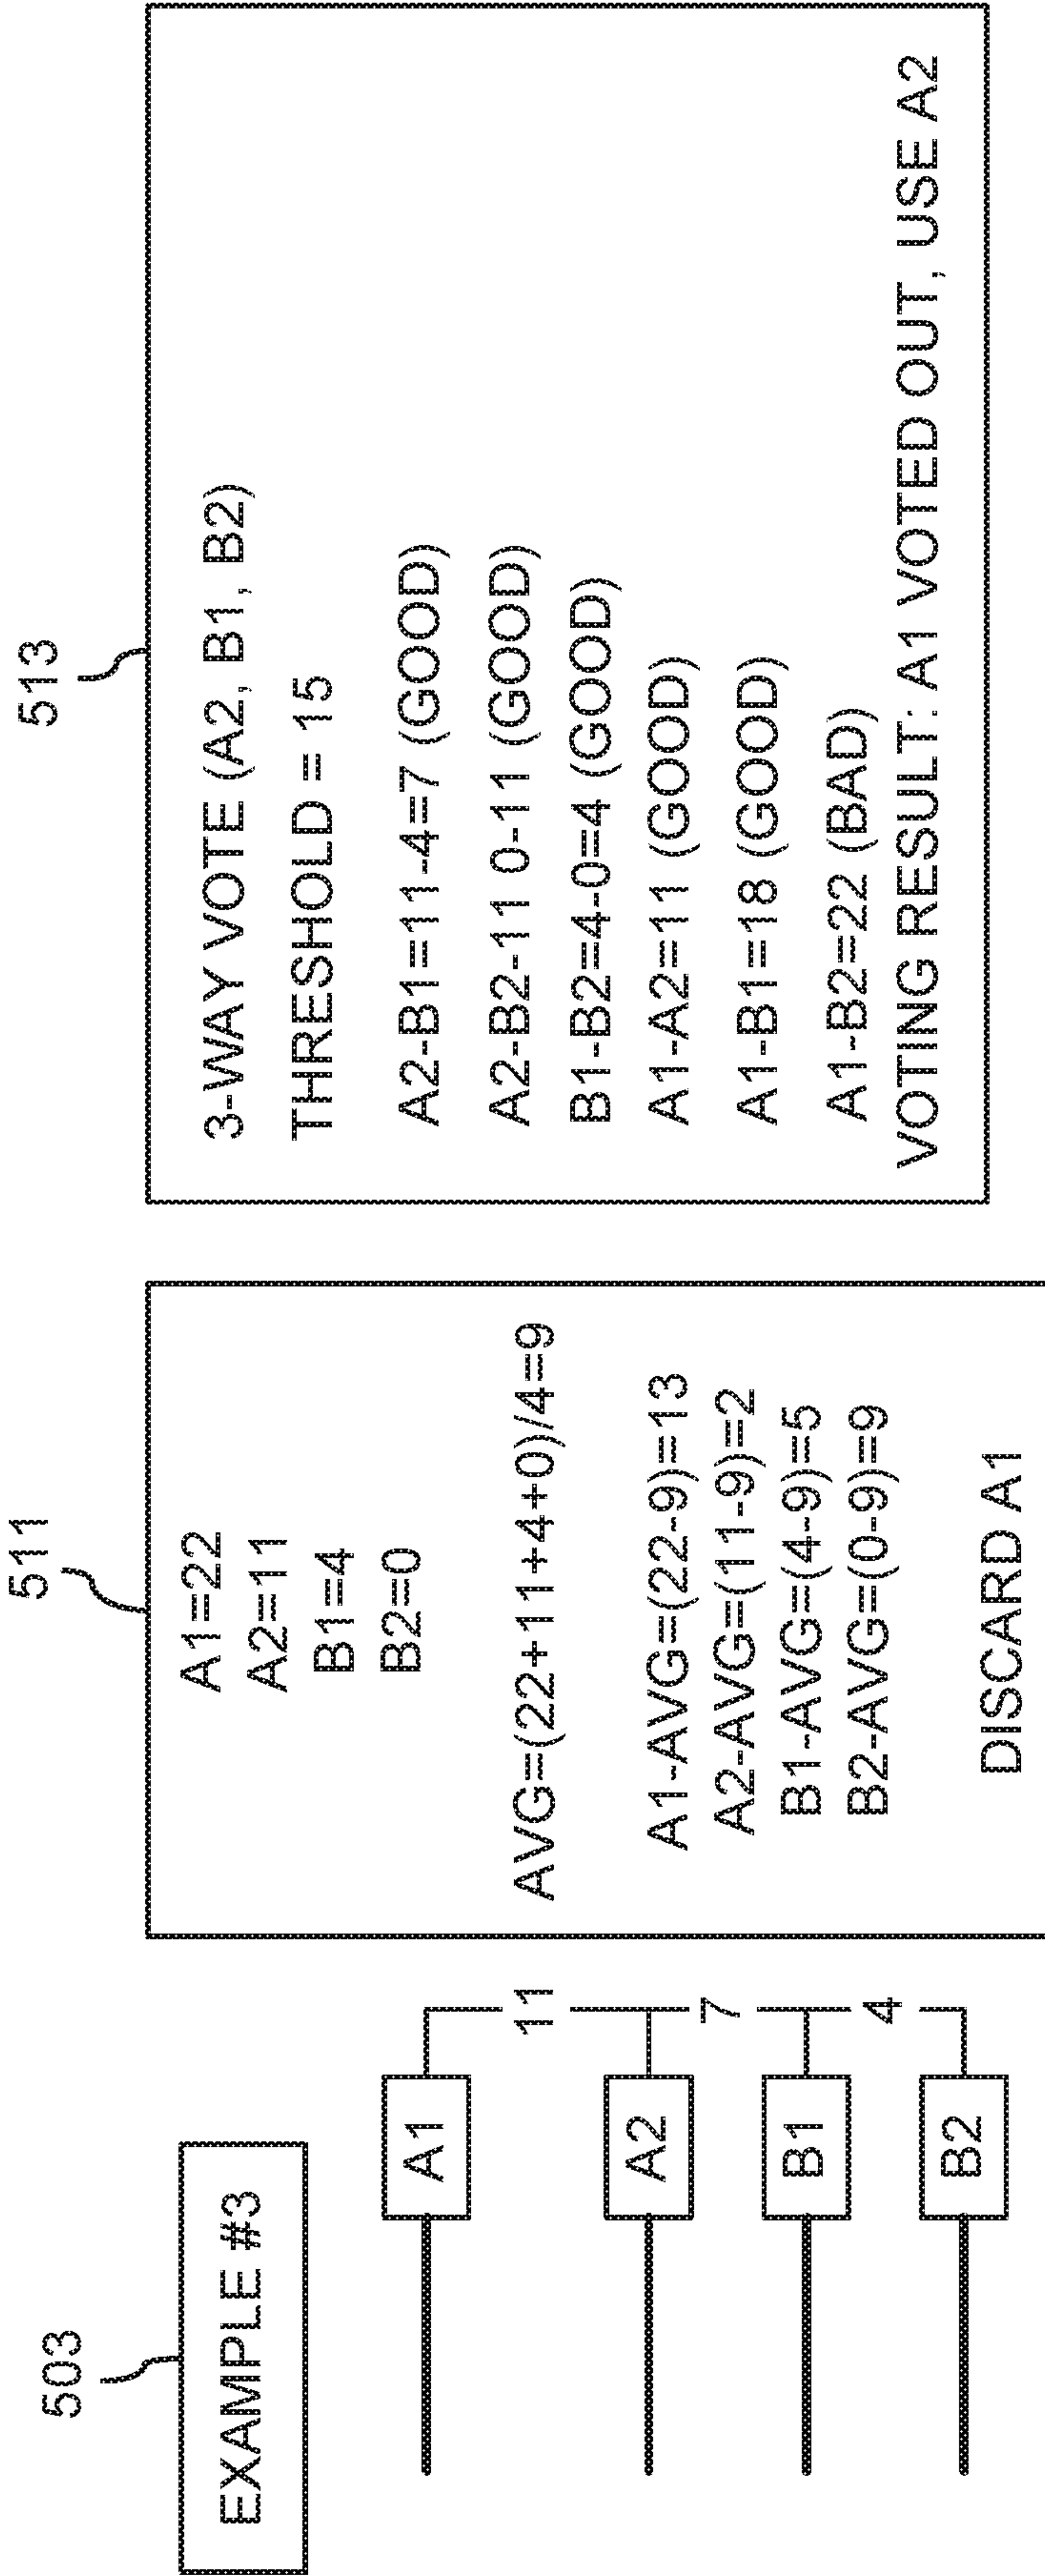 503
EXAMPLE #3
A1
11
A2
7
B1
4
B2
511
A1=22
A2=11
B1=4
B2=0
AVG=(22+11+4+0)/4=9
A1-AVG=(22-9)=13
A2-AVG=(11-9)=2
B1-AVG=(4-9)=5
B2-AVG=(0-9)=9
DISCARD A1
513
3-WAY VOTE (A2, B1, B2)
THRESHOLD = 15
A2-B1=11-4=7 (GOOD)
A2-B2-11 0-11 (GOOD)
B1-B2=4-0=4 (GOOD)
A1-A2=11 (GOOD)
A1-B1=18 (GOOD)
A1-B2=22 (BAD)
VOTING RESULT: A1 VOTED OUT, USE A2